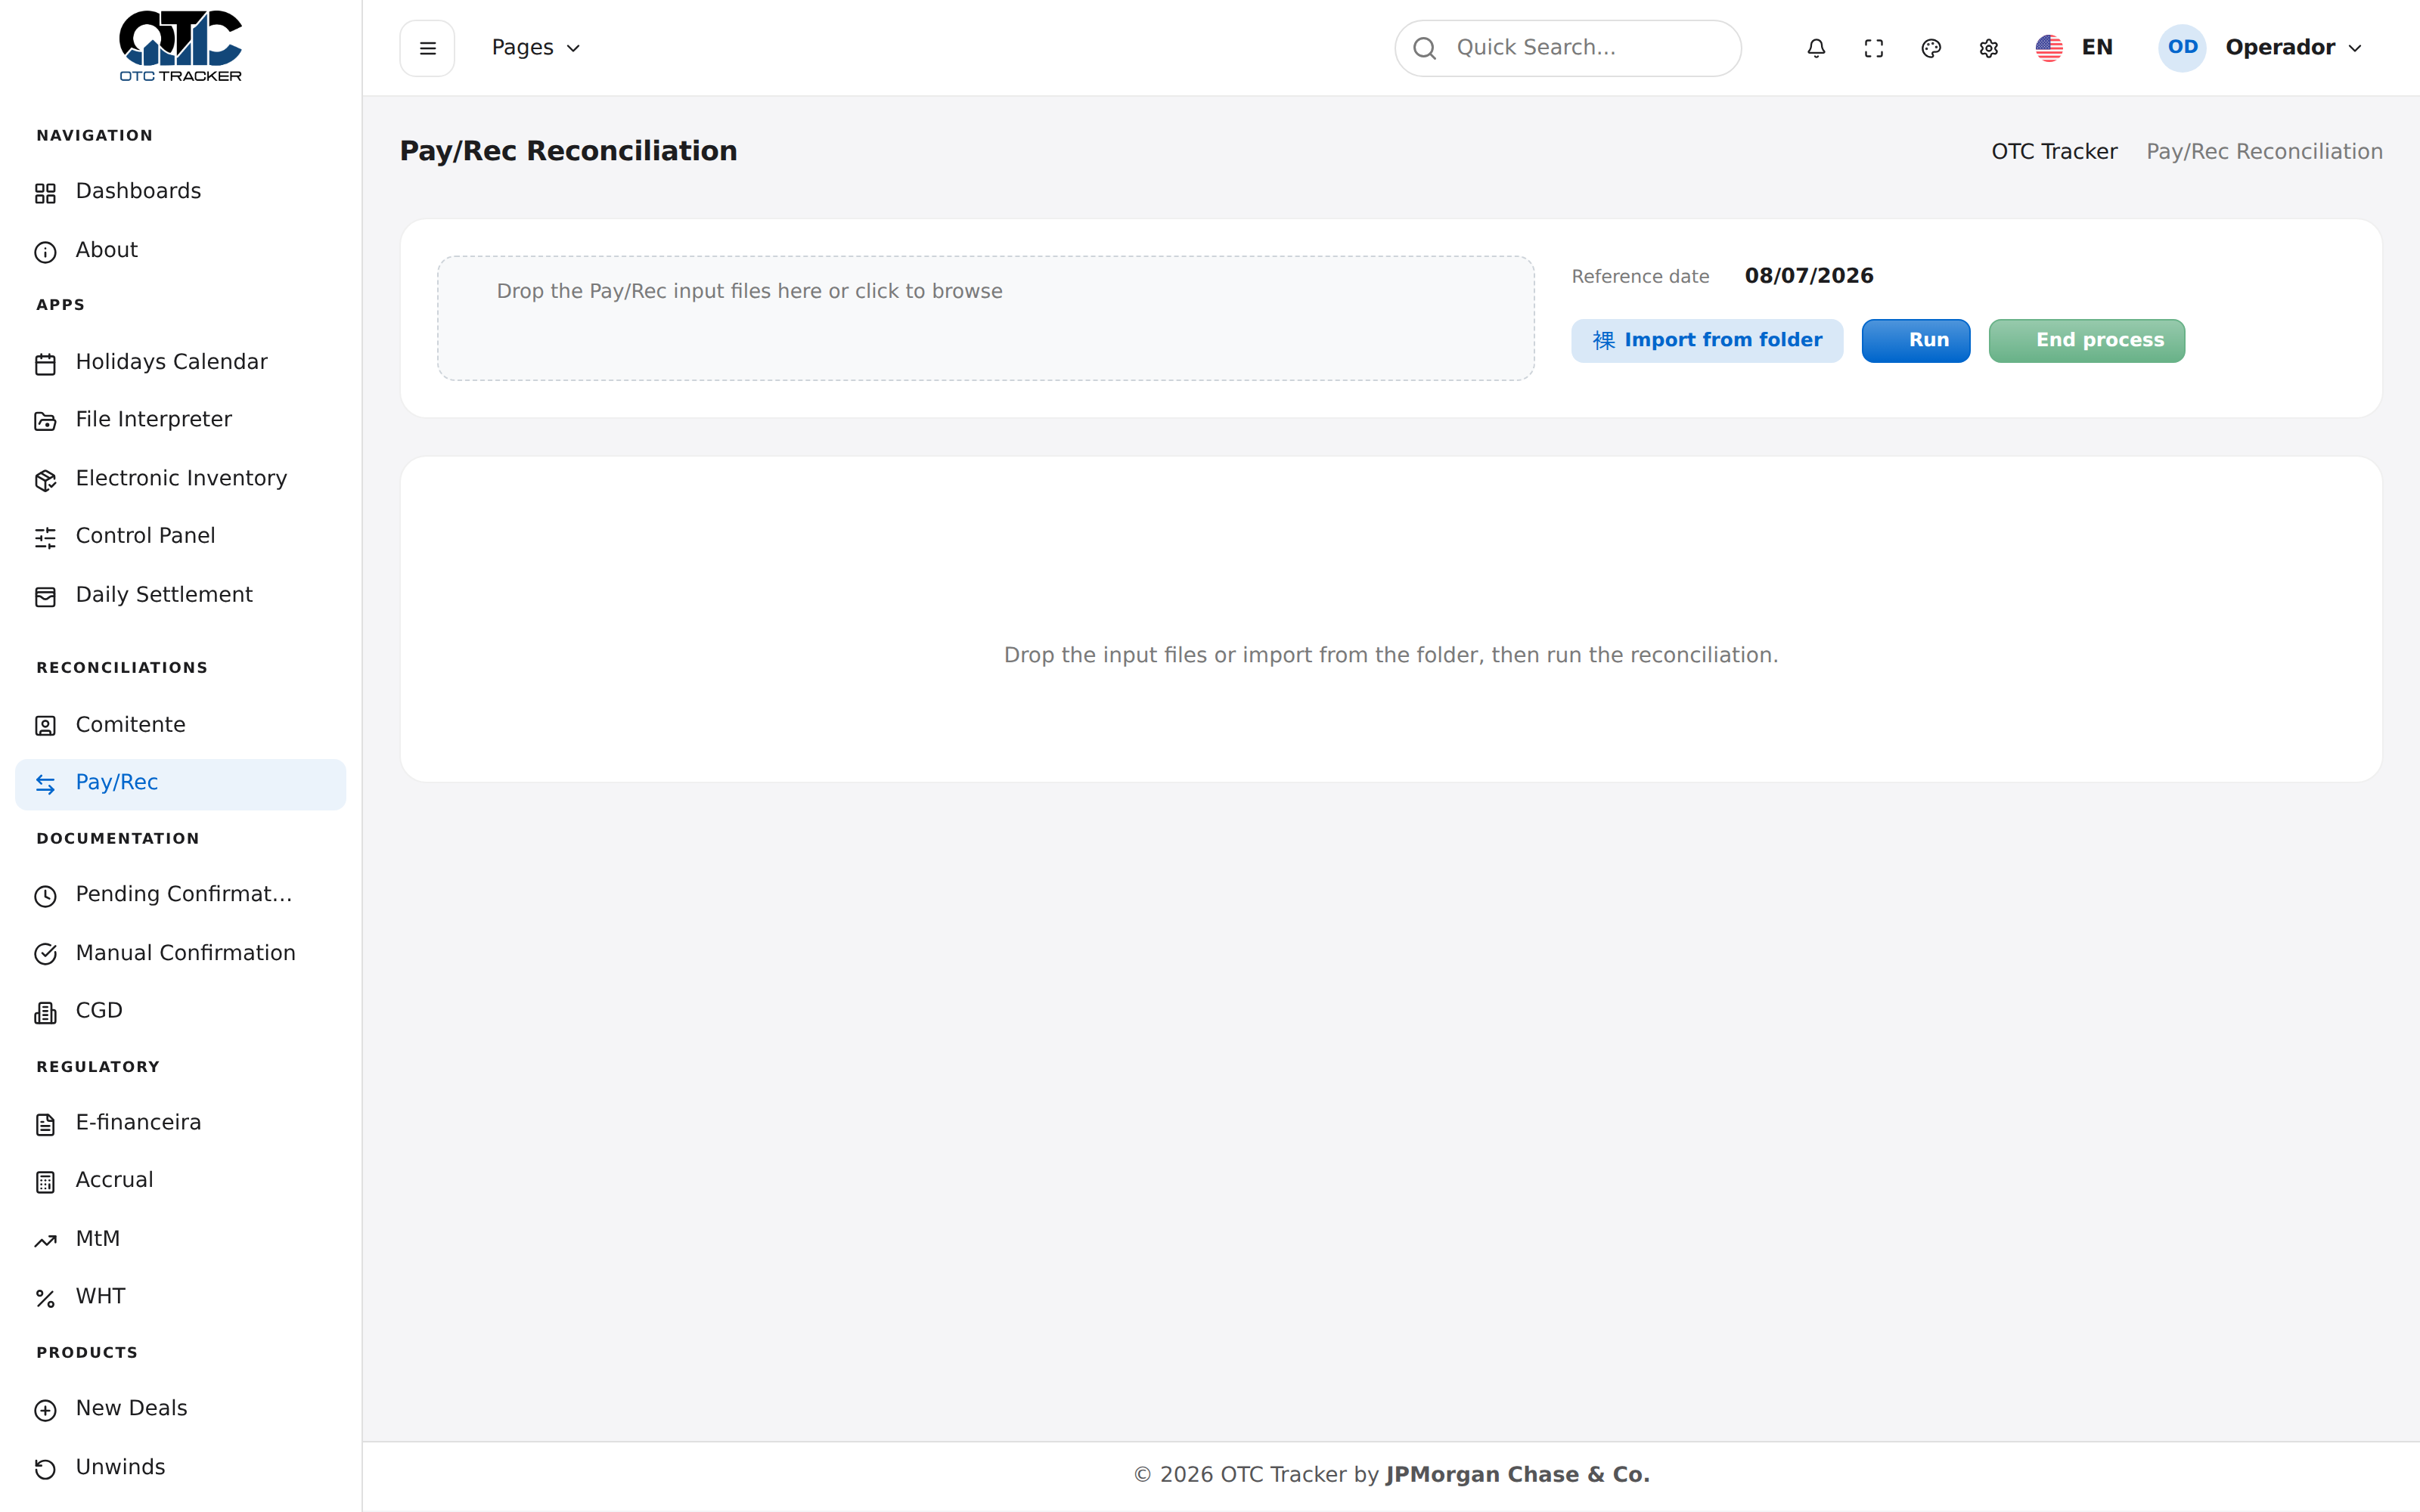 OTC TRACKER
Pages
Quick Search...
EN
OD
Operador
NAVIGATION
Dashboards
About
APPS
Holidays Calendar
File Interpreter
Electronic Inventory
Control Panel
Daily Settlement
RECONCILIATIONS
Comitente
Pay/Rec
DOCUMENTATION
Pending Confirmat...
Manual Confirmation
CGD
REGULATORY
E-financeira
Accrual
MtM
WHT
PRODUCTS
New Deals
Unwinds
Pay/Rec Reconciliation
OTC Tracker Pay/Rec Reconciliation
Drop the Pay/Rec input files here or click to browse
Reference date 08/07/2026
裸 Import from folder
Run
End process
Drop the input files or import from the folder, then run the reconciliation.
© 2026 OTC Tracker by JPMorgan Chase & Co.